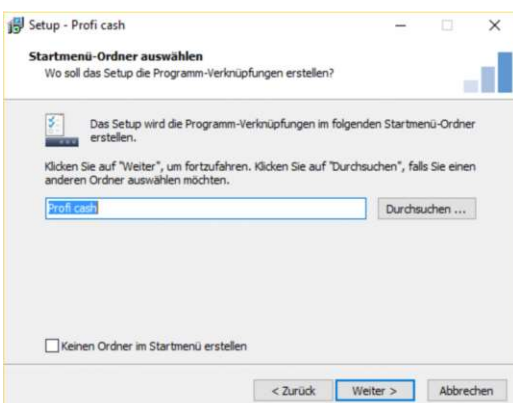 Setup - Profi cash
Startmenü-Ordner auswählen
Wo soll das Setup die Programm-Verknüpfungen erstellen?
Das Setup wird die Programm-Verknüpfungen im folgenden Startmenü-Ordner
erstellen.
Klicken Sie auf "Weiter", um fortzufahren. Klicken Sie auf "Durchsuchen", falls Sie einen
anderen Ordner auswählen möchten.
Profi cash
Durchsuchen ...
Keinen Ordner im Startmenü erstellen
< Zurück
Weiter >
Abbrechen